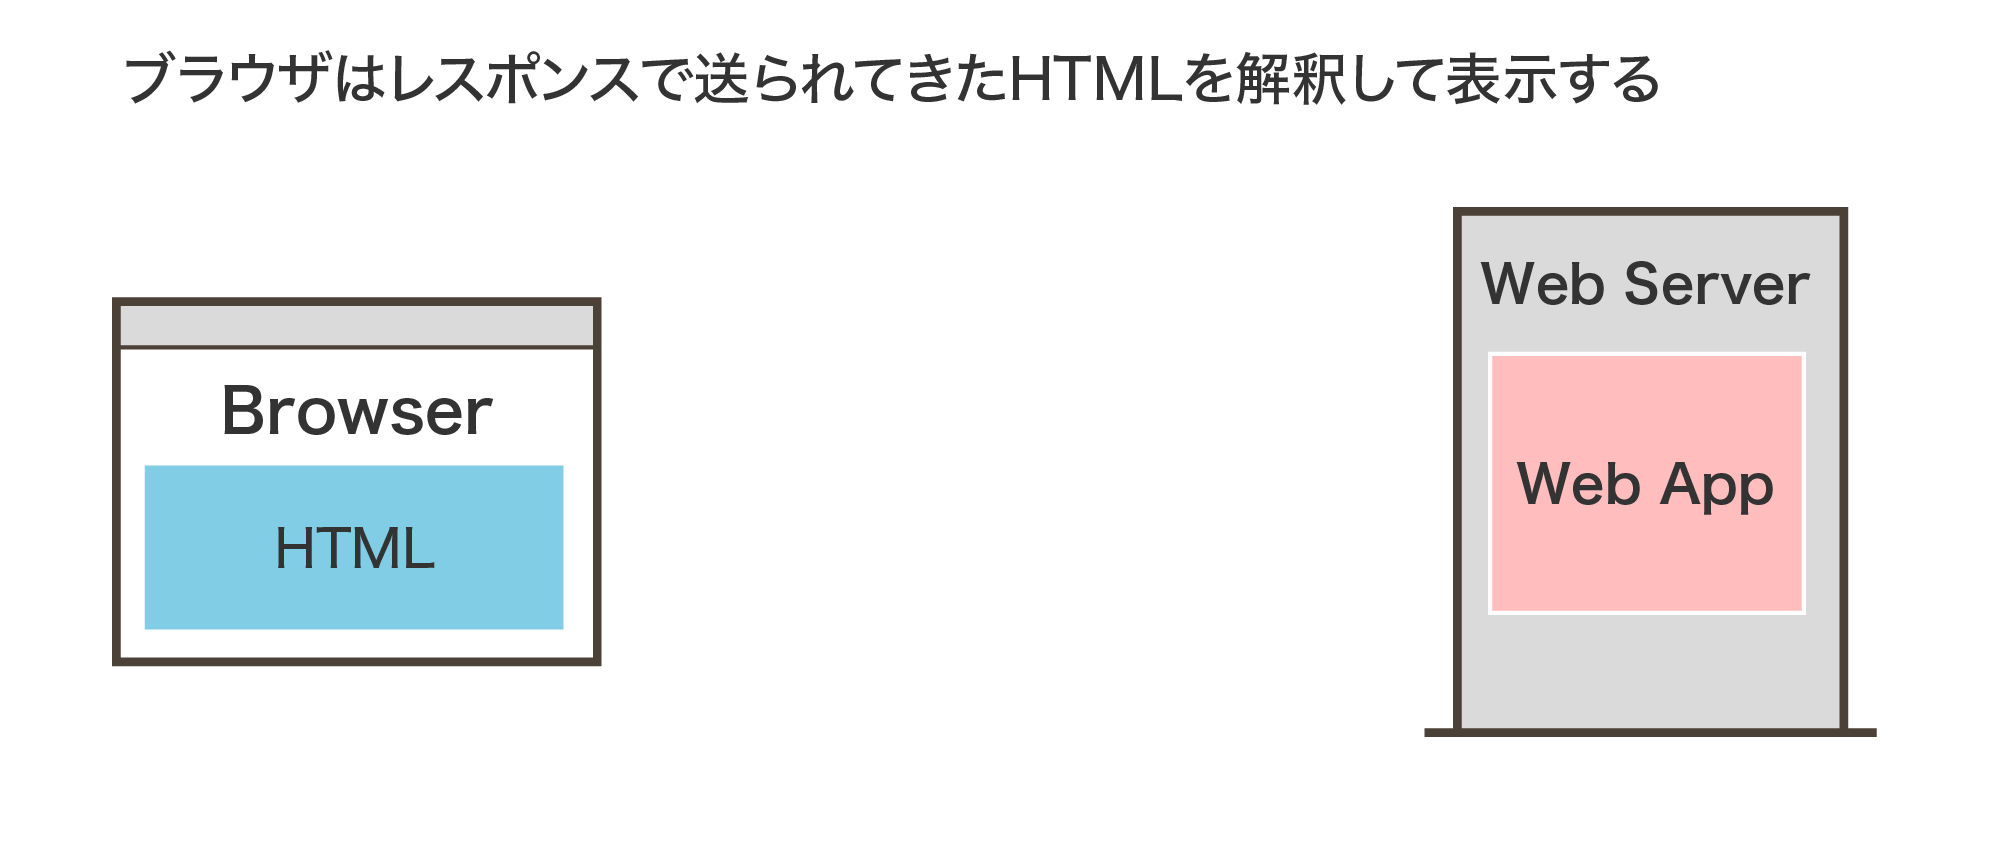 ブラウザはレスポンスで送られてきたHTMLを解釈して表示する
Browser
HTML
Web Server
Web App